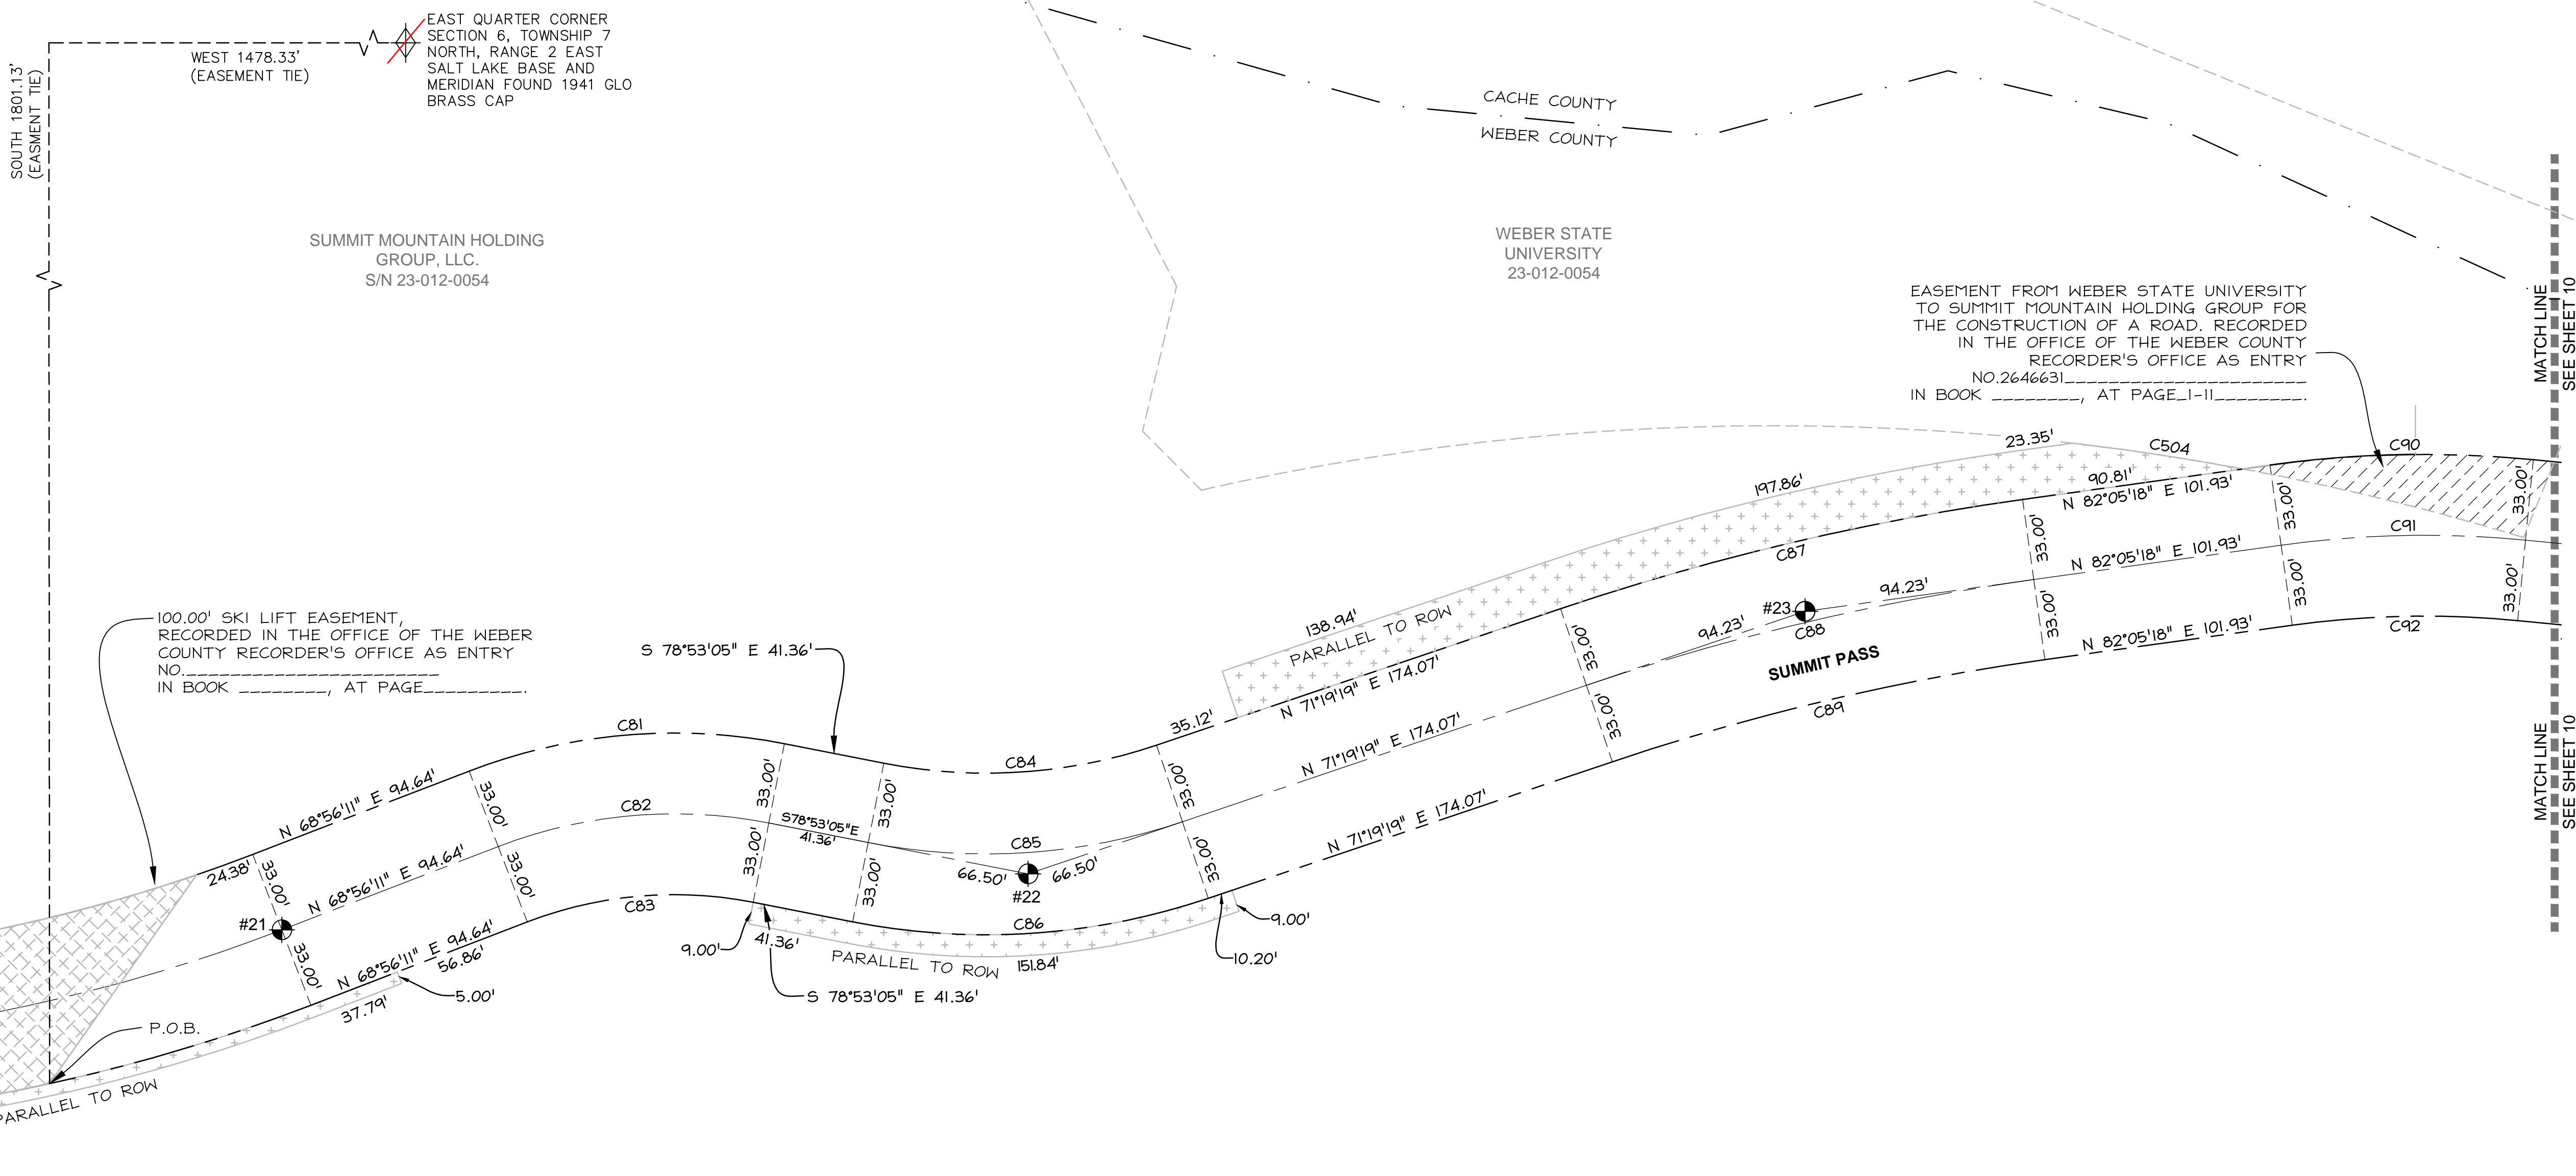 EAST QUARTER CORNER
SECTION 6, TOWNSHIP 7
NORTH, RANGE 2 EAST
SALT LAKE BASE AND
MERIDIAN FOUND 1941 GLO
BRASS CAP
WEST 1478.33'
(EASEMENT TIE)
SOUTH 1801.13'
(EASMENT TIE)
CACHE COUNTY
WEBER COUNTY
SUMMIT MOUNTAIN HOLDING
GROUP, LLC.
S/N 23-012-0054
WEBER STATE
UNIVERSITY
23-012-0054
EASEMENT FROM WEBER STATE UNIVERSITY
TO SUMMIT MOUNTAIN HOLDING GROUP FOR
THE CONSTRUCTION OF A ROAD. RECORDED
IN THE OFFICE OF THE WEBER COUNTY
RECORDER'S OFFICE AS ENTRY
NO.2646631______________________
IN BOOK ________, AT PAGE_1-11________.
MATCH LINE
SEE SHEET 10
23.35'
C504
C90
197.86'
90.81'
N 82°05'18" E 101.93'
33.00'
33.00'
C87
C91
33.00'
N 82°05'18" E 101.93'
94.23'
#23
94.23'
C88
33.00'
33.00'
33.00'
N 82°05'18" E 101.93'
C92
SUMMIT PASS
C89
138.94'
PARALLEL TO ROW
N 71°19'19" E 174.07'
33.00'
33.00'
100.00' SKI LIFT EASEMENT,
RECORDED IN THE OFFICE OF THE WEBER
COUNTY RECORDER'S OFFICE AS ENTRY
NO._______________________
IN BOOK ________, AT PAGE_________.
S 78°53'05" E 41.36'
C81
35.12'
C84
N 71°19'19" E 174.07'
MATCH LINE
SEE SHEET 10
N 68°56'11" E 94.64'
33.00'
33.00'
33.00'
33.00'
C82
S78°53'05"E
41.36'
C85
N 71°19'19" E 174.07'
24.38'
33.00'
N 68°56'11" E 94.64'
33.00'
33.00'
33.00'
66.50'
66.50'
33.00'
#22
#21
C83
C86
9.00'
33.00'
N 68°56'11" E 94.64'
56.86'
9.00'
41.36'
PARALLEL TO ROW
151.84'
10.20'
5.00'
S 78°53'05" E 41.36'
37.79'
P.O.B.
PARALLEL TO ROW